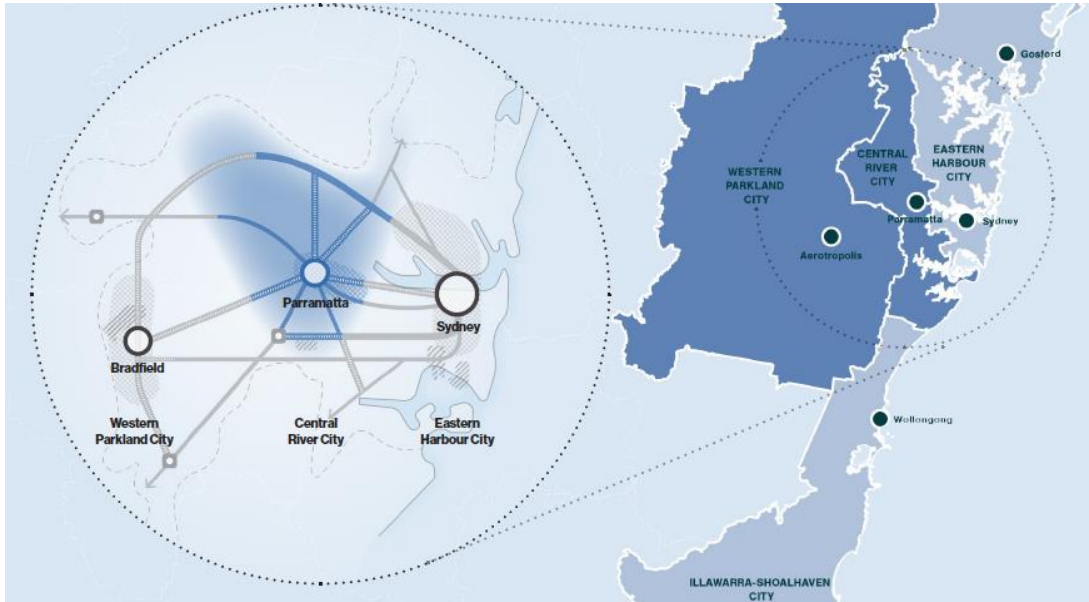 Parramatta
Sydney
Bradfield
Western
Parkland City
Central
River City
Eastern
Harbour City
Gosford
WESTERN
PARKLAND
CITY
CENTRAL
RIVER
CITY
EASTERN
HARBOUR
CITY
Parramatta
Sydney
Aerotropolis
Wollongong
ILLAWARRA-SHOALHAVEN
CITY